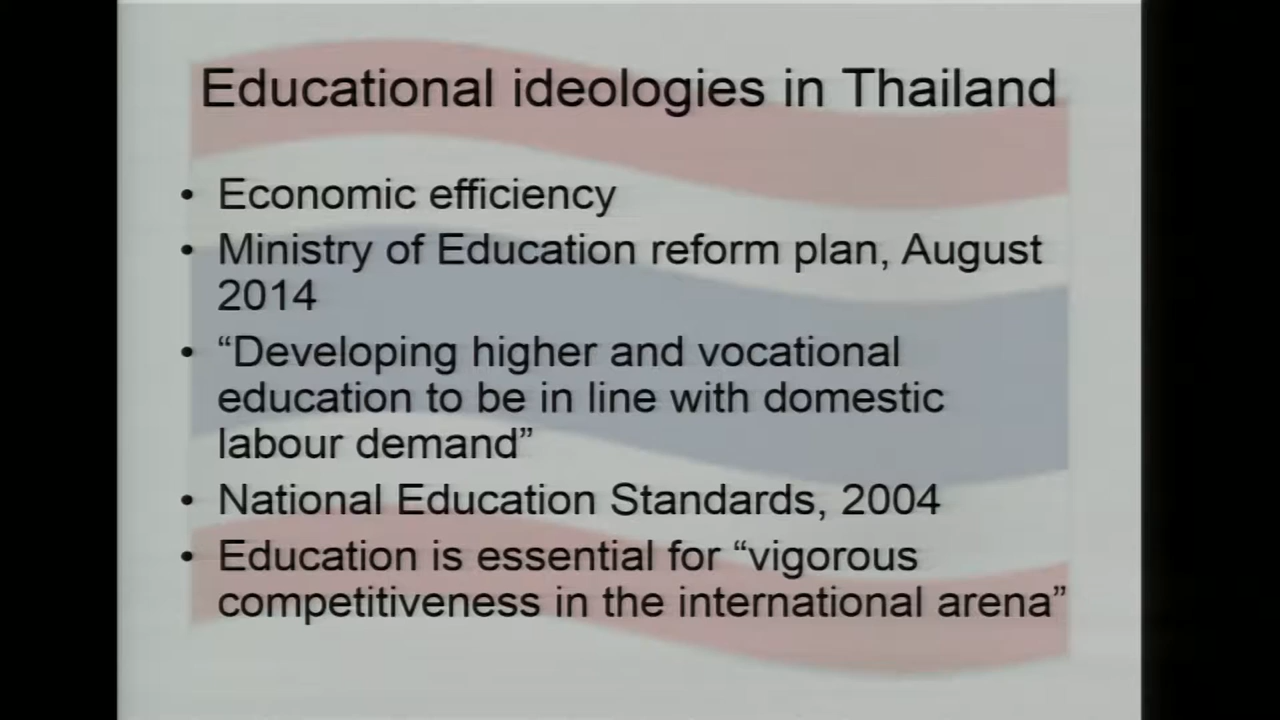 Educational ideologies in Thailand
• Economic efficiency
• Ministry of Education reform plan, August
2014
• “Developing higher and vocational
education to be in line with domestic
labour demand”
• National Education Standards, 2004
• Education is essential for “vigorous
competitiveness in the international arena”